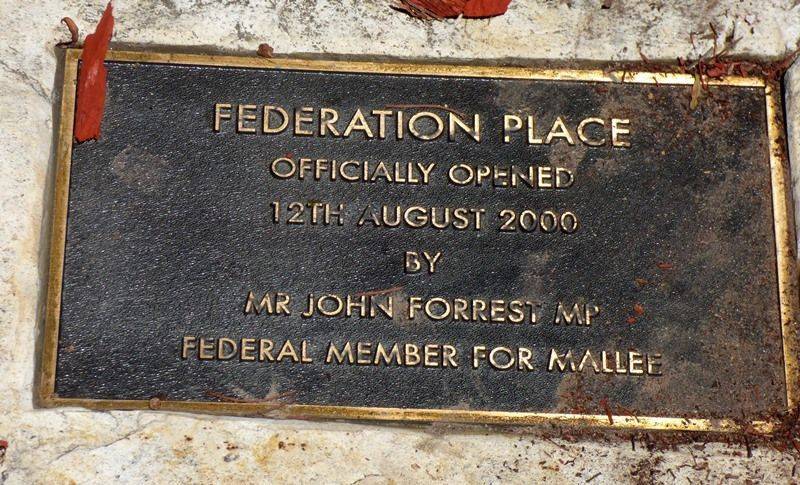 FEDERATION PLACE
OFFICIALLY OPENED
12TH AUGUST 2000
BY
MR JOHN FORREST MP
FEDERAL MEMBER FOR MALLEE